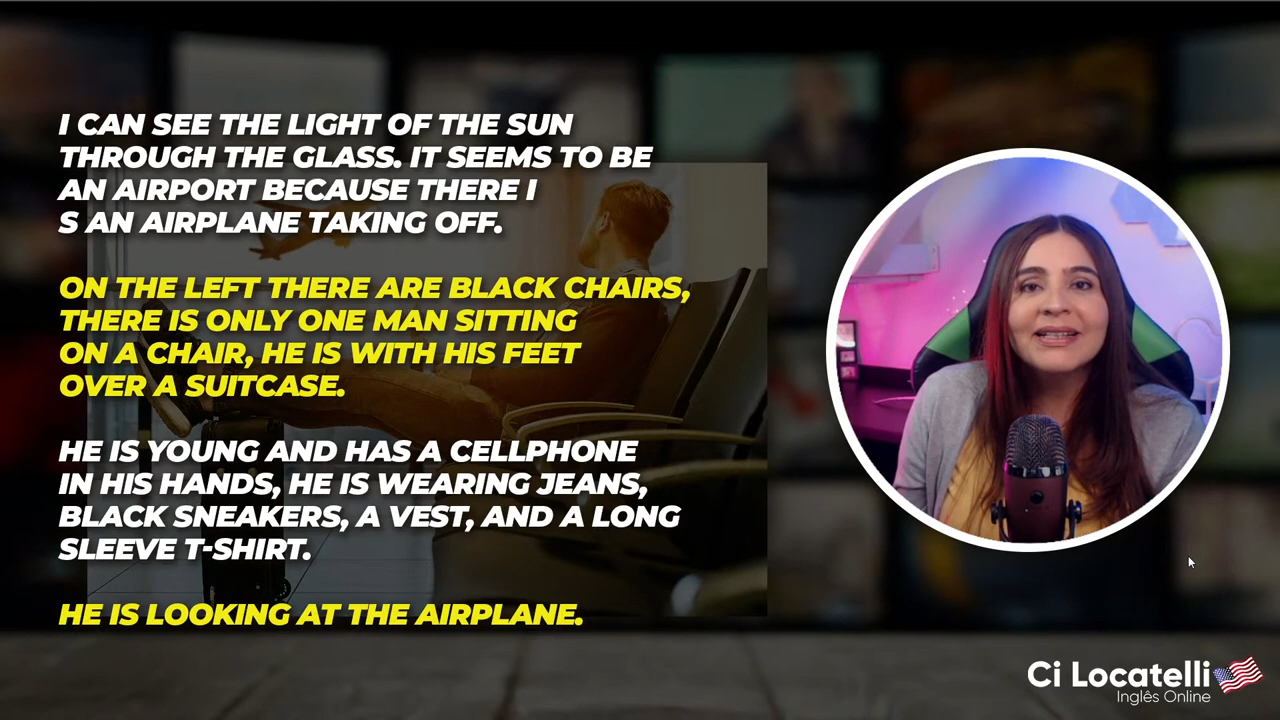 I CAN SEE THE LIGHT OF THE SUN
THROUGH THE GLASS. IT SEEMS TO BE
AN AIRPORT BECAUSE THERE I
S AN AIRPLANE TAKING OFF.
ON THE LEFT THERE ARE BLACK CHAIRS,
THERE IS ONLY ONE MAN SITTING
ON A CHAIR, HE IS WITH HIS FEET
OVER A SUITCASE.
HE IS YOUNG AND HAS A CELLPHONE
IN HIS HANDS, HE IS WEARING JEANS,
BLACK SNEAKERS, A VEST, AND A LONG
SLEEVE T-SHIRT.
HE IS LOOKING AT THE AIRPLANE.
Ci Locatelli
Inglês Online